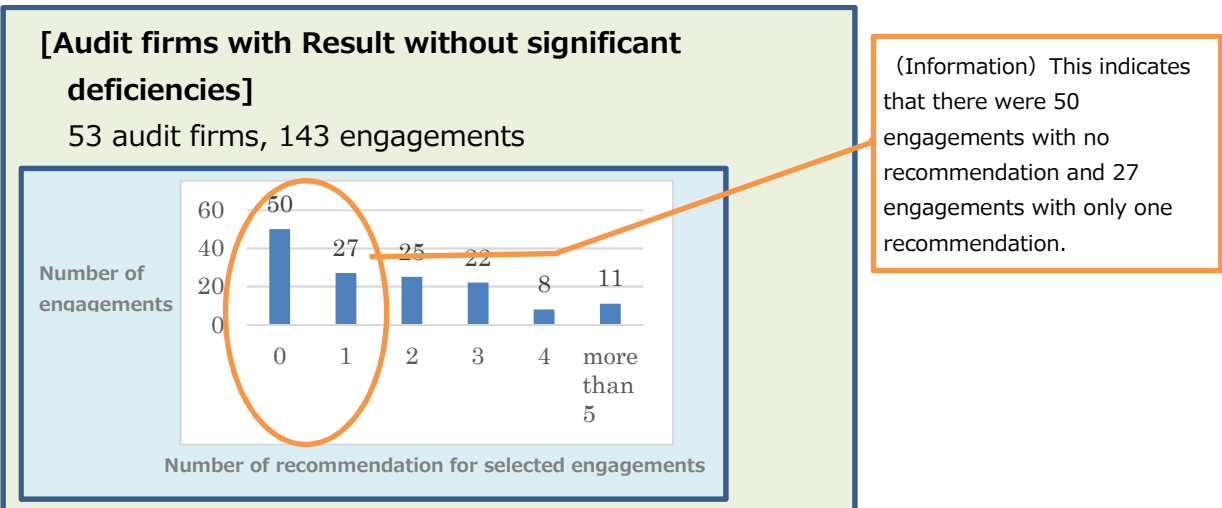 [Audit firms with Result without significant
deficiencies]
53 audit firms, 143 engagements
Number of
engagements
60
40
20
0
50
27
25
22
8
11
0 1 2 3 4 more
than
5
Number of recommendation for selected engagements
（Information）This indicates
that there were 50
engagements with no
recommendation and 27
engagements with only one
recommendation.